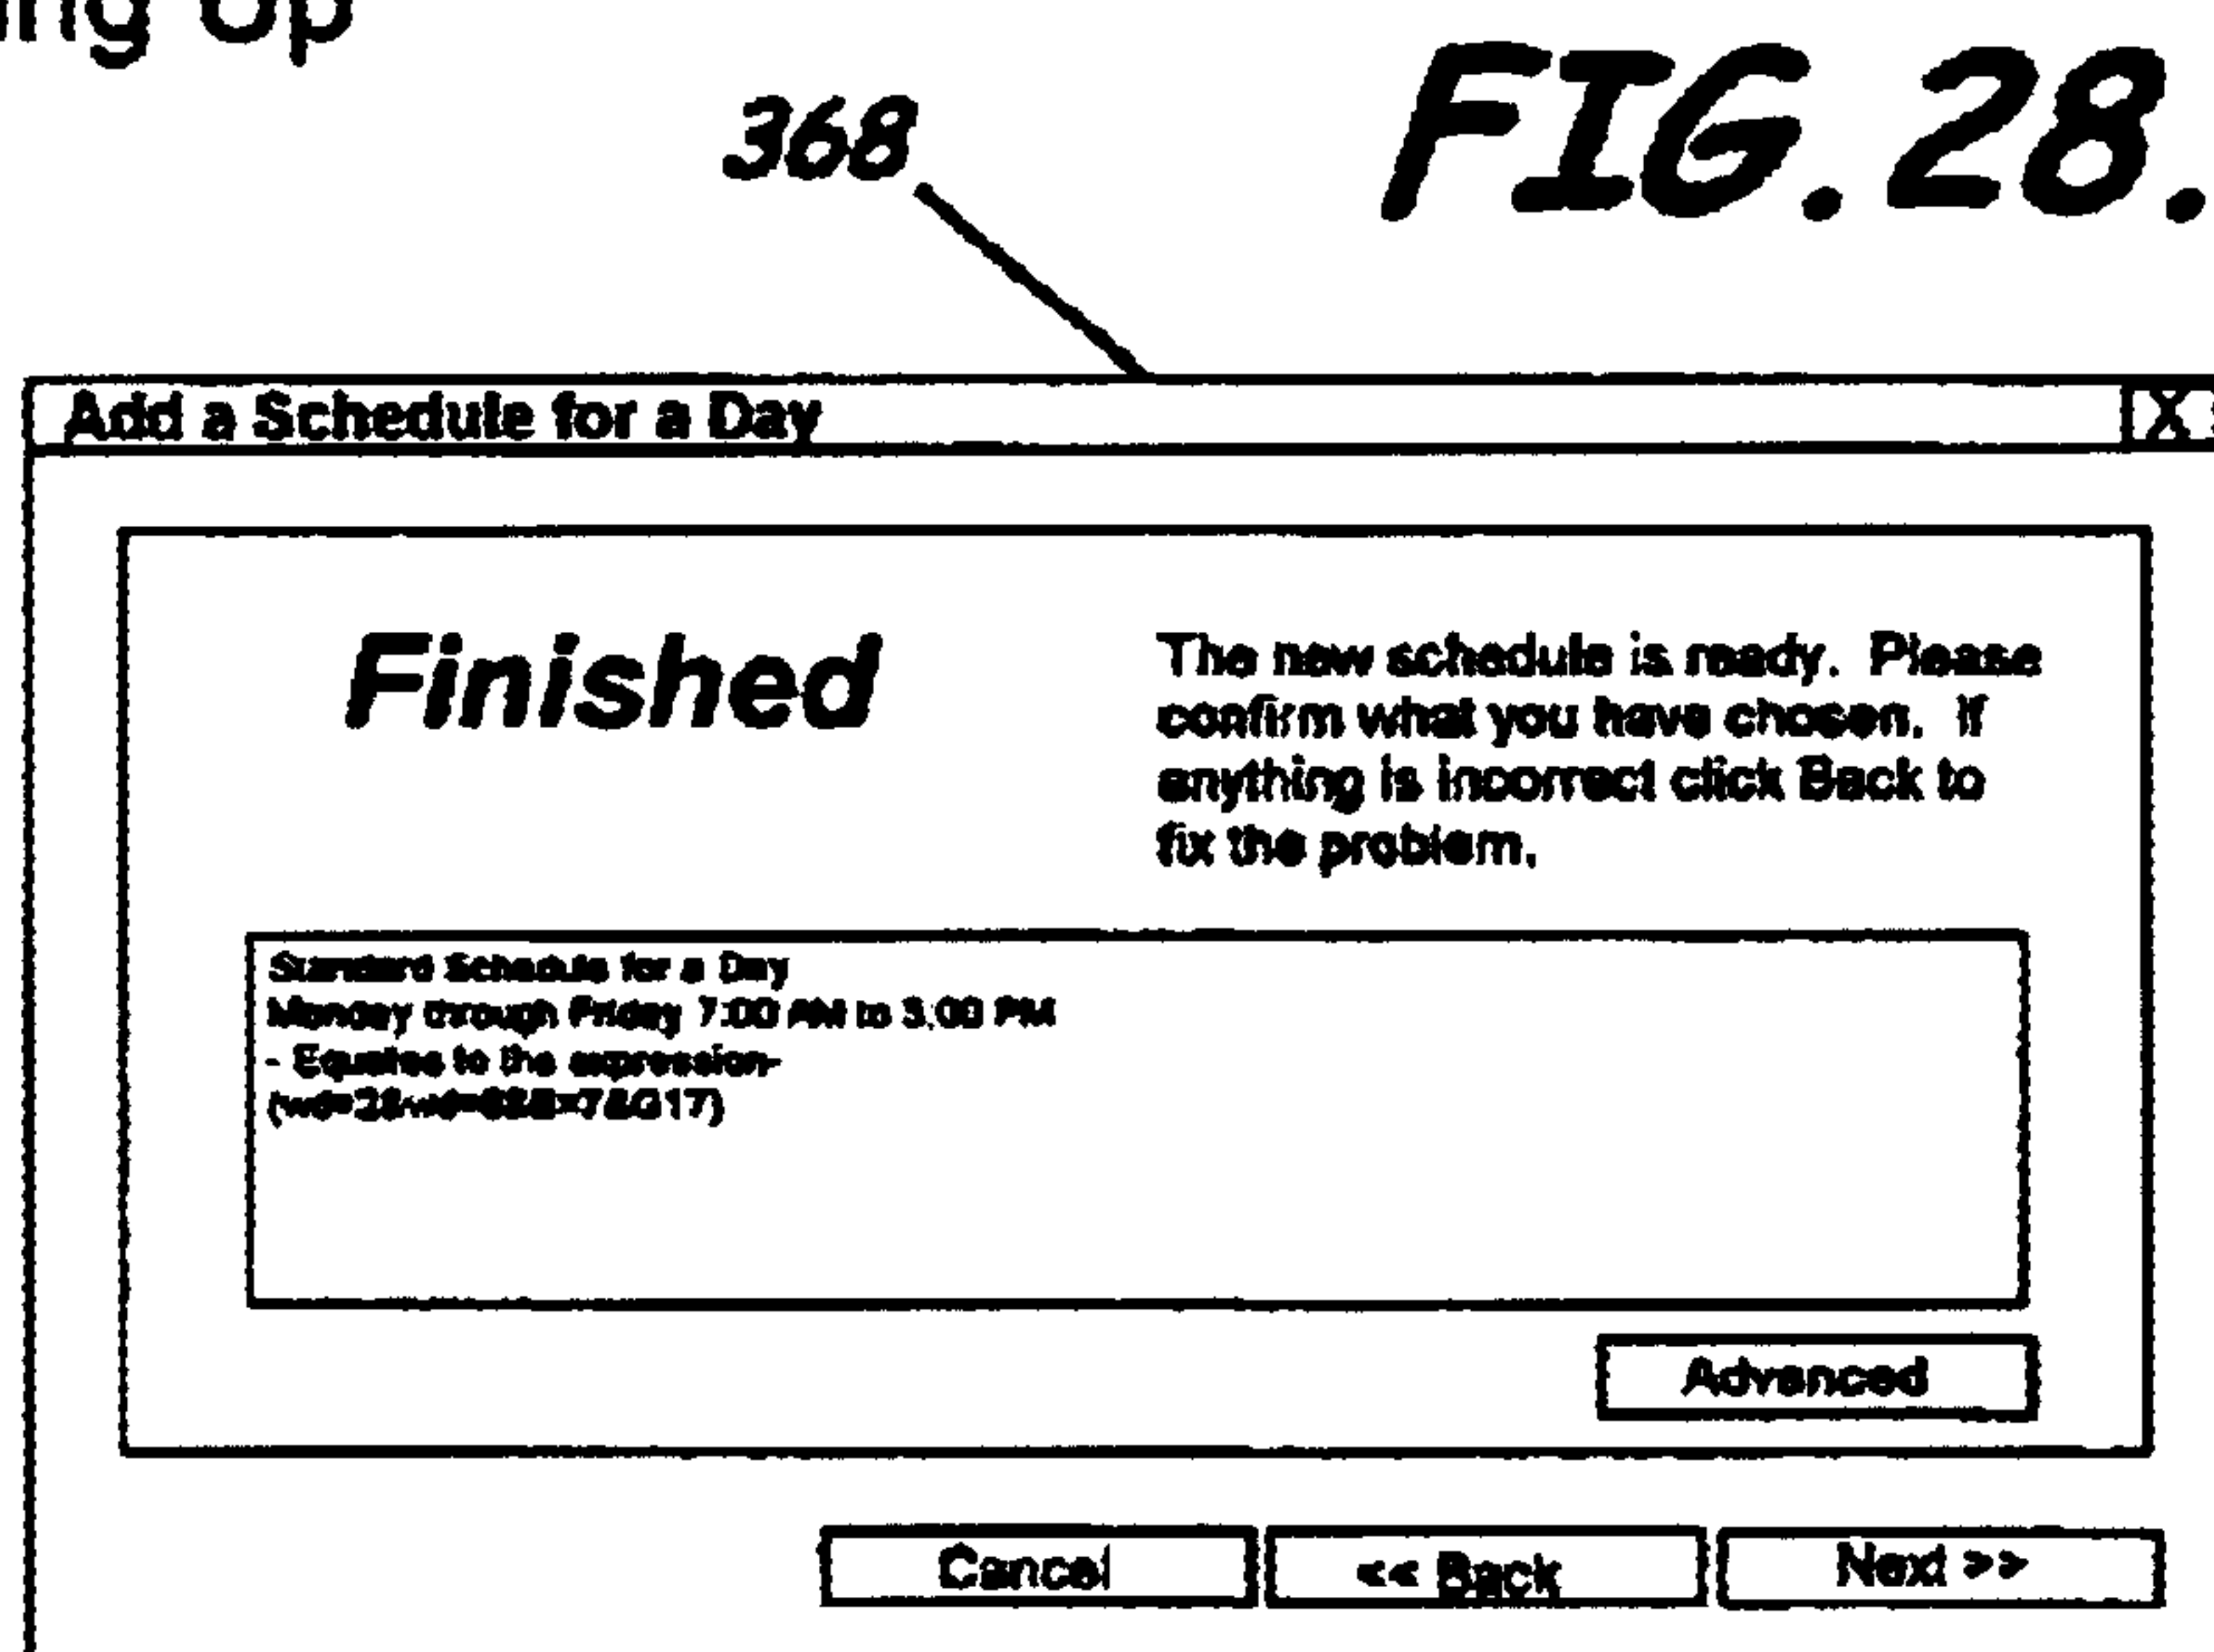 ing Up
368
FIG. 28.
Add a Schedule for a Day X
Finished
The new schedule is ready. Please
confirm what you have chosen. If
anything is incorrect click Back to
fix the problem.
Standard Schedule for a Day
Monday through Friday 7:00 AM to 3:00 PM
- Equates to the expression-
Advanced
Cancel
<< Back
Next >>